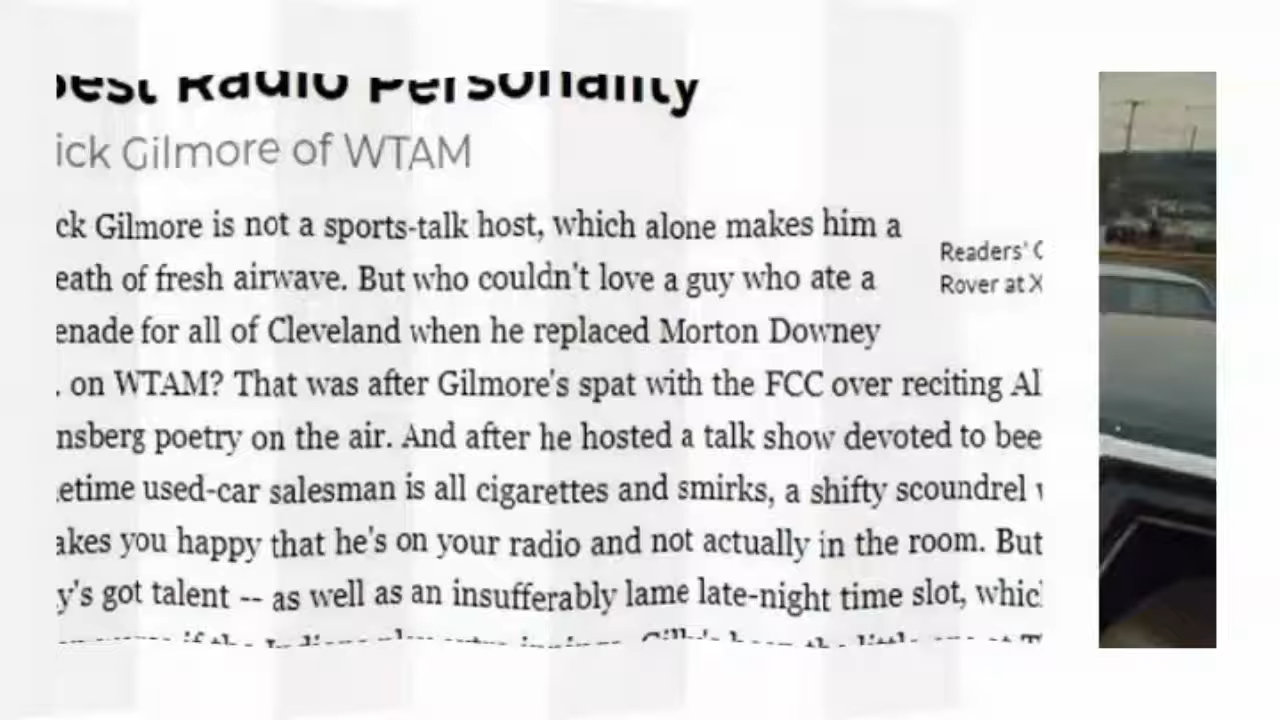 est Radio Personality
ick Gilmore of WTAM
ck Gilmore is not a sports-talk host, which alone makes him a
eath of fresh airwave. But who couldn't love a guy who ate a
enade for all of Cleveland when he replaced Morton Downey
. on WTAM? That was after Gilmore's spat with the FCC over reciting Al
nsberg poetry on the air. And after he hosted a talk show devoted to bee
etime used-car salesman is all cigarettes and smirks, a shifty scoundrel
akes you happy that he's on your radio and not actually in the room. But
y's got talent -- as well as an insufferably lame late-night time slot, whic
Readers' C
Rover at X